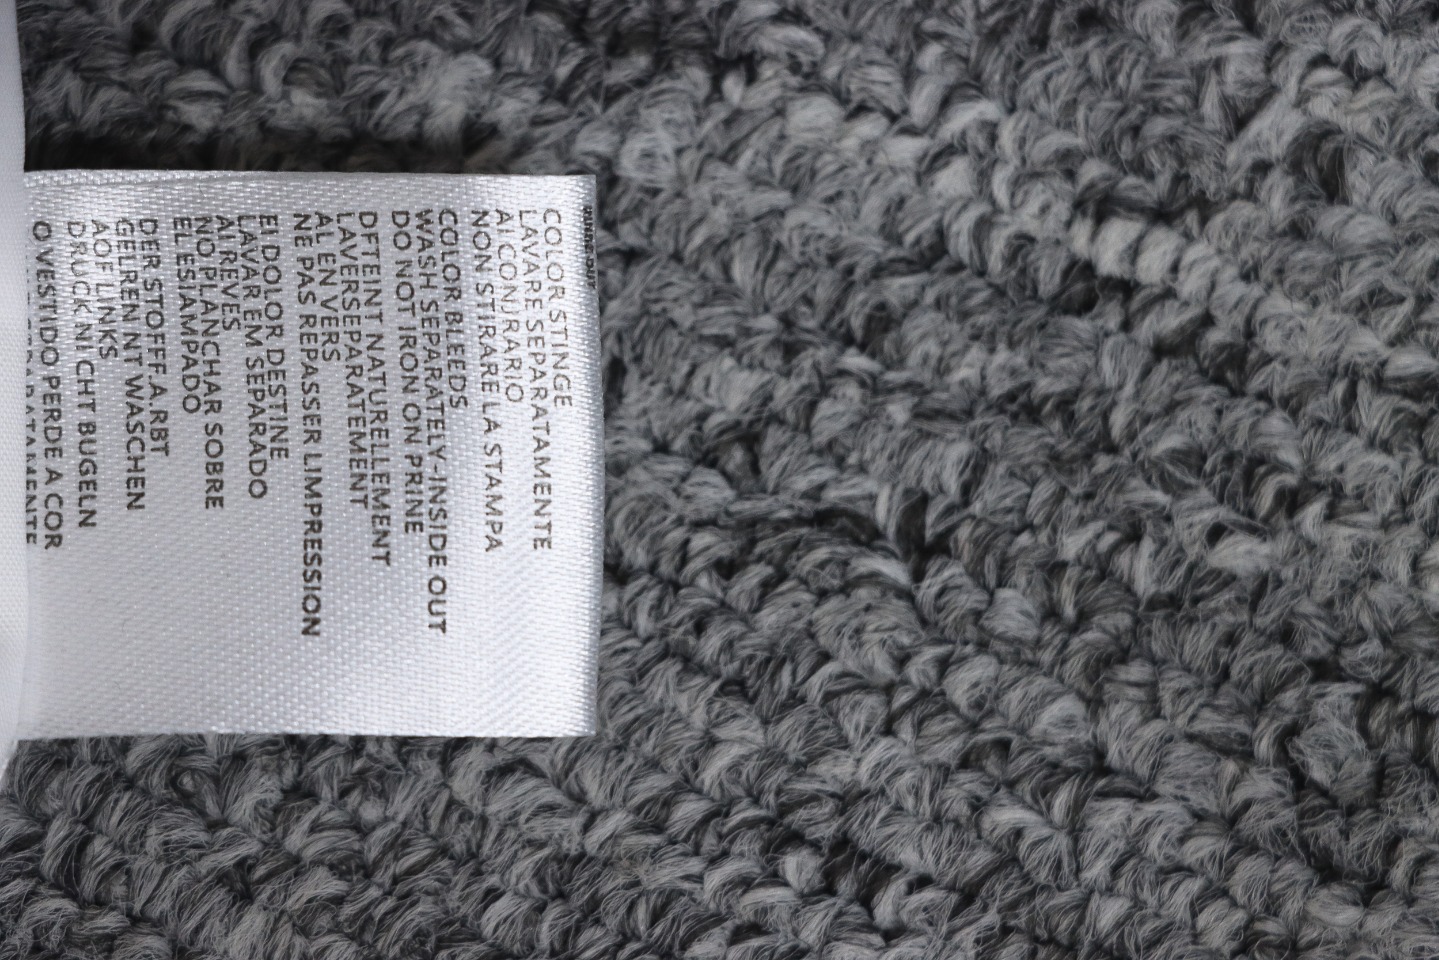 COLOR STINGE
LAVARE SEPARATAMENTE
AI CONJRARIO
NON STIRARE LA STAMPA
COLOR BLEEDS
WASH SEPARATELY-INSIDE OUT
DO NOT IRON ON PRINE
DFTEINT NATURELLEMENT
LAVERSEPARATEMENT
AL EN VERS
NE PAS REPASSER LIMPRESSION
EI DOLOR DESTINE
LAVAR EM SEPARADO
AI REVES
NO PLANCHAR SOBRE
EL ESIAMPADO
DER STOFFF.A.RBT
GELREN NT WASCHEN
AOF LINKS
DRUCK NI CHT BUGELN
O VESTIDO PERDE A COR